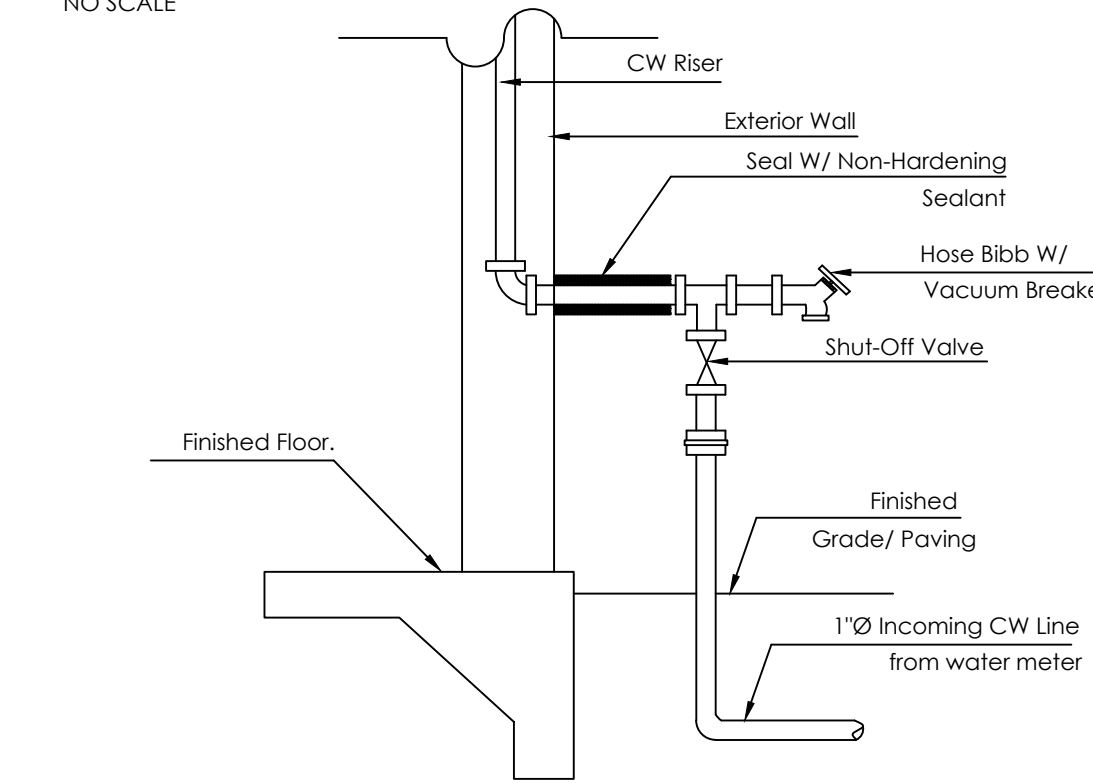 NO SCALE
CW Riser
Exterior Wall
Seal W/ Non-Hardening
Sealant
Hose Bibb W/
Vacuum Breake
Shut-Off Valve
Finished Floor.
Finished
Grade/ Paving
1"Ø Incoming CW Line
from water meter